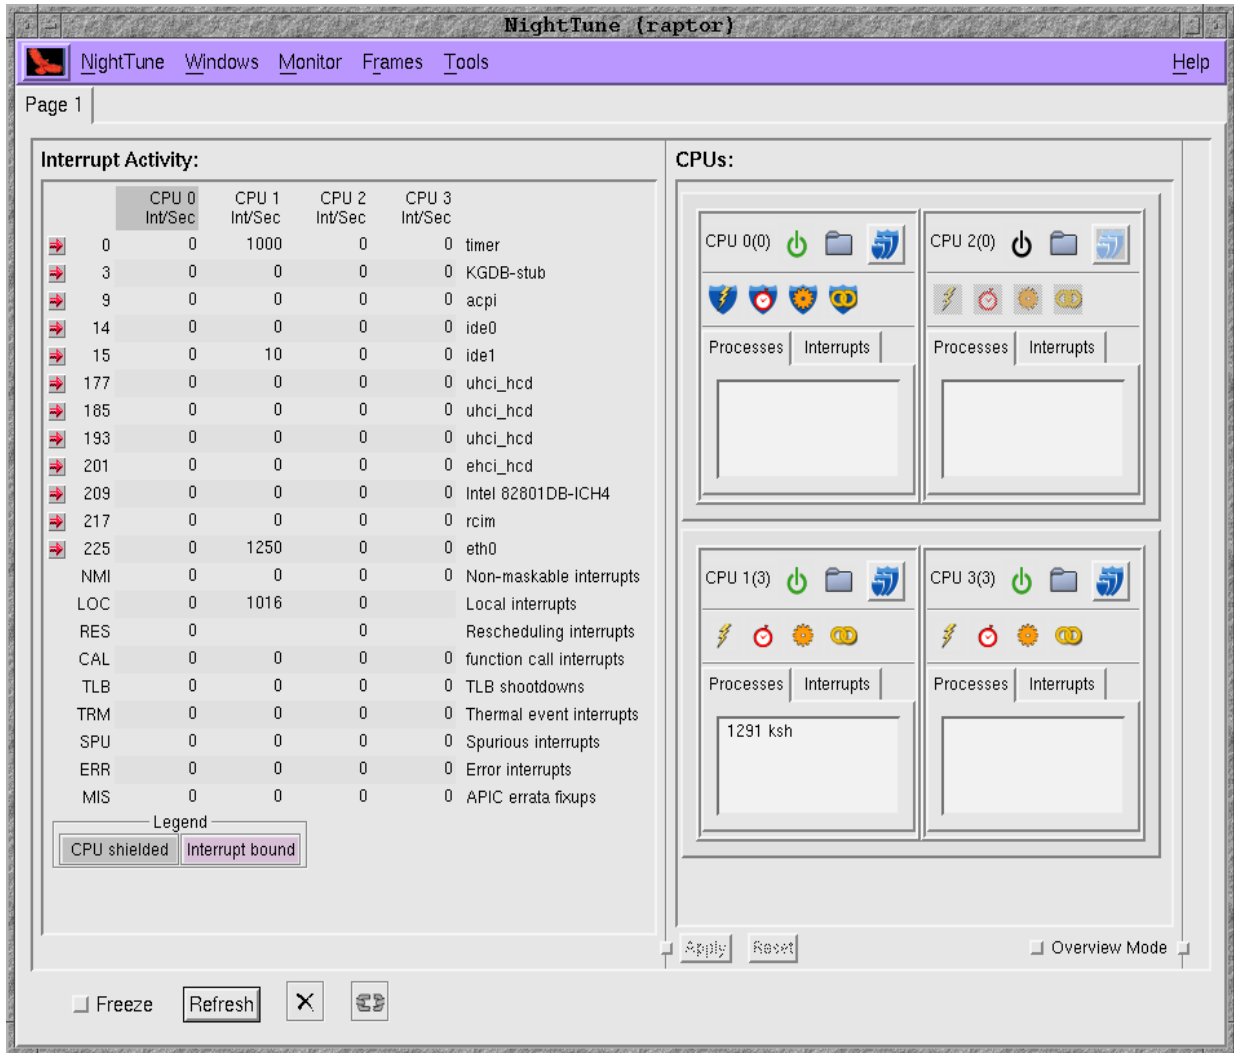 NightTune (raptor)
NightTune Windows Monitor Frames Tools Help
Page 1
Interrupt Activity:
CPU 0 CPU 1 CPU 2 CPU 3
Int/Sec Int/Sec Int/Sec Int/Sec
0 0 1000 0 0 timer
3 0 0 0 0 KGDB-stub
9 0 0 0 0 acpi
14 0 0 0 0 ide0
15 0 10 0 0 ide1
177 0 0 0 0 uhci_hcd
185 0 0 0 0 uhci_hcd
193 0 0 0 0 uhci_hcd
201 0 0 0 0 ehci_hcd
209 0 0 0 0 Intel 82801DB-ICH4
217 0 0 0 0 rcim
225 0 1250 0 0 eth0
NMI 0 0 0 0 Non-maskable interrupts
LOC 0 1016 0 Local interrupts
RES 0 0 Rescheduling interrupts
CAL 0 0 0 0 function call interrupts
TLB 0 0 0 0 TLB shootdowns
TRM 0 0 0 0 Thermal event interrupts
SPU 0 0 0 0 Spurious interrupts
ERR 0 0 0 0 Error interrupts
MIS 0 0 0 0 APIC errata fixups
Legend
CPU shielded Interrupt bound
CPUs:
CPU 0(0) CPU 2(0)
Processes Interrupts Processes Interrupts
CPU 1(3) CPU 3(3)
Processes Interrupts Processes Interrupts
1291 ksh
Apply Reset Overview Mode
Freeze Refresh